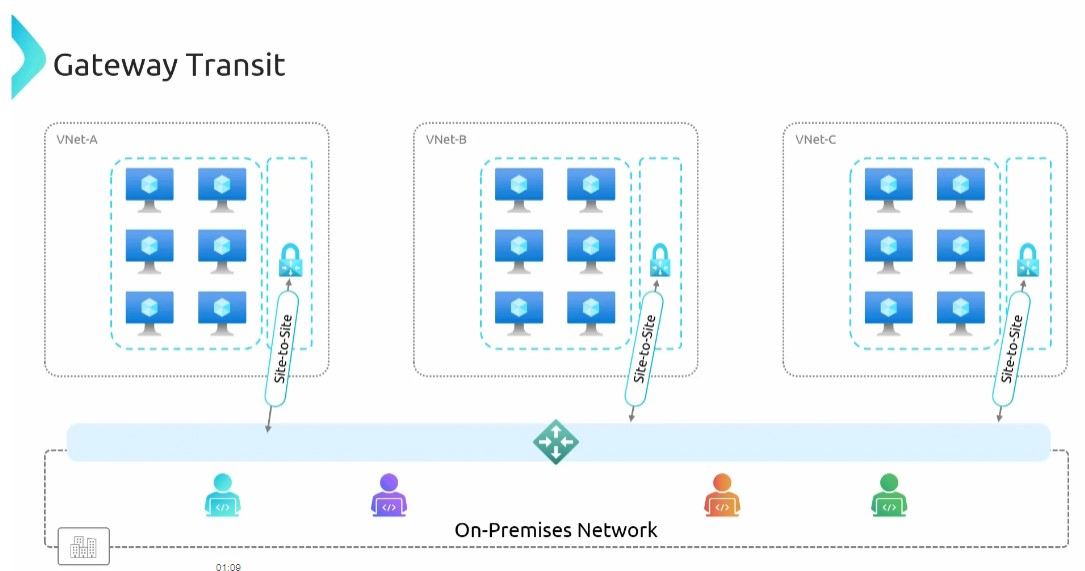 Gateway Transit
VNet-A
VNet-B
VNet-C
Site-to-Site
Site-to-Site
Site-to-Site
</> </> </> </>
On-Premises Network
01:09